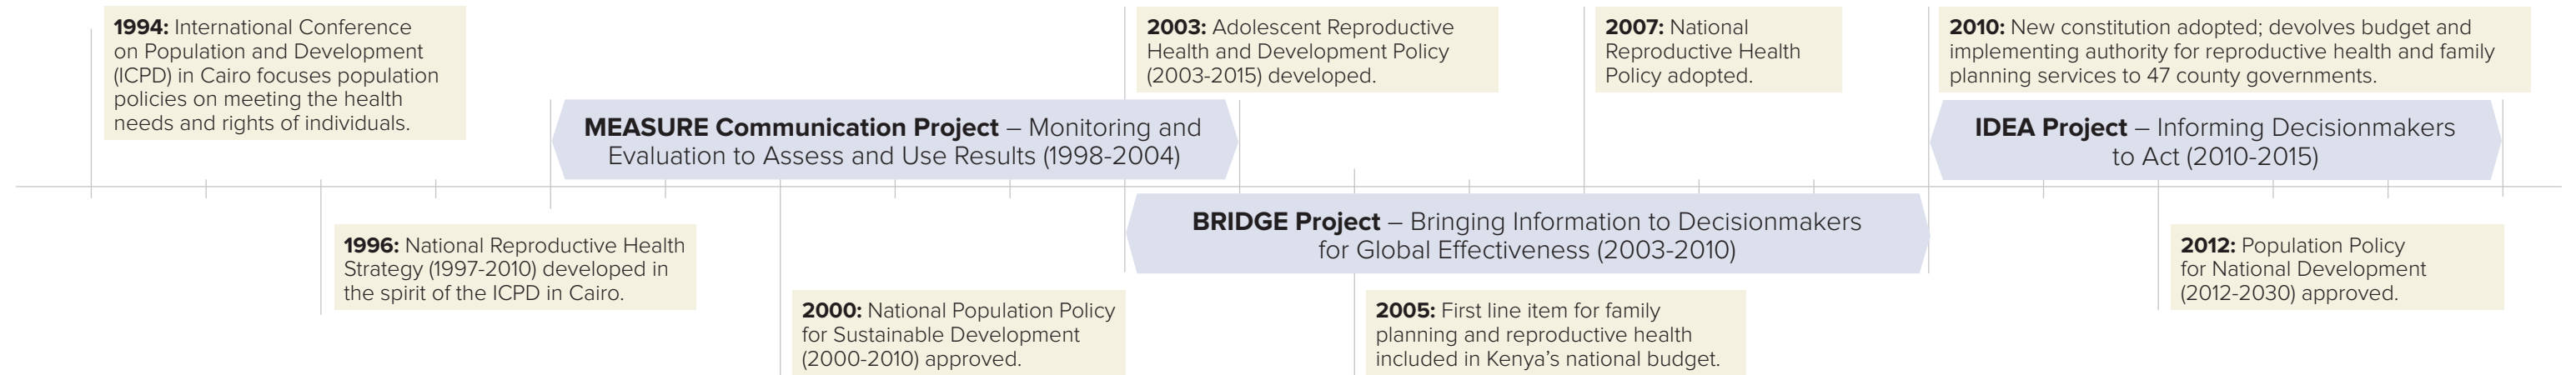 1994: International Conference
on Population and Development
(ICPD) in Cairo focuses population
policies on meeting the health
needs and rights of individuals.
2003: Adolescent Reproductive
Health and Development Policy
(2003-2015) developed.
2007: National
Reproductive Health
Policy adopted.
2010: New constitution adopted; devolves budget and
implementing authority for reproductive health and family
planning services to 47 county governments.
MEASURE Communication Project – Monitoring and
Evaluation to Assess and Use Results (1998-2004)
IDEA Project – Informing Decisionmakers
to Act (2010-2015)
BRIDGE Project – Bringing Information to Decisionmakers
for Global Effectiveness (2003-2010)
1996: National Reproductive Health
Strategy (1997-2010) developed in
the spirit of the ICPD in Cairo.
2000: National Population Policy
for Sustainable Development
(2000-2010) approved.
2005: First line item for family
planning and reproductive health
included in Kenya’s national budget.
2012: Population Policy
for National Development
(2012-2030) approved.